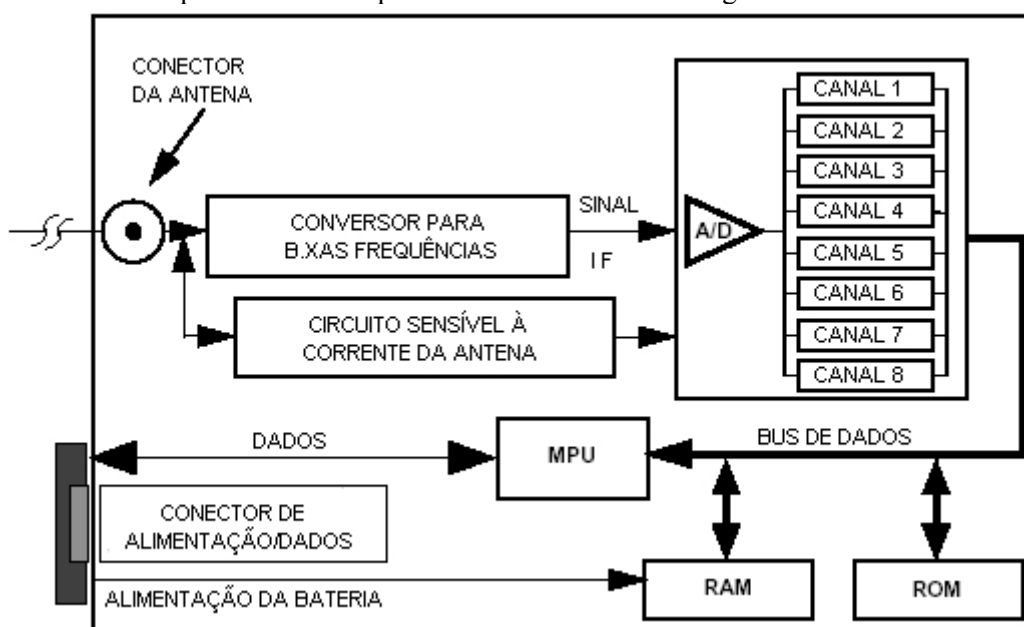 CONECTOR
DA ANTENA
CONVERSOR PARA
B.XAS FREQUÊNCIAS
SINAL
IF
A/D
CANAL 1
CANAL 2
CANAL 3
CANAL 4
CANAL 5
CANAL 6
CANAL 7
CANAL 8
CIRCUITO SENSÍVEL À
CORRENTE DA ANTENA
DADOS
MPU
BUS DE DADOS
CONECTOR DE
ALIMENTAÇÃO/DADOS
ALIMENTAÇÃO DA BATERIA
RAM
ROM